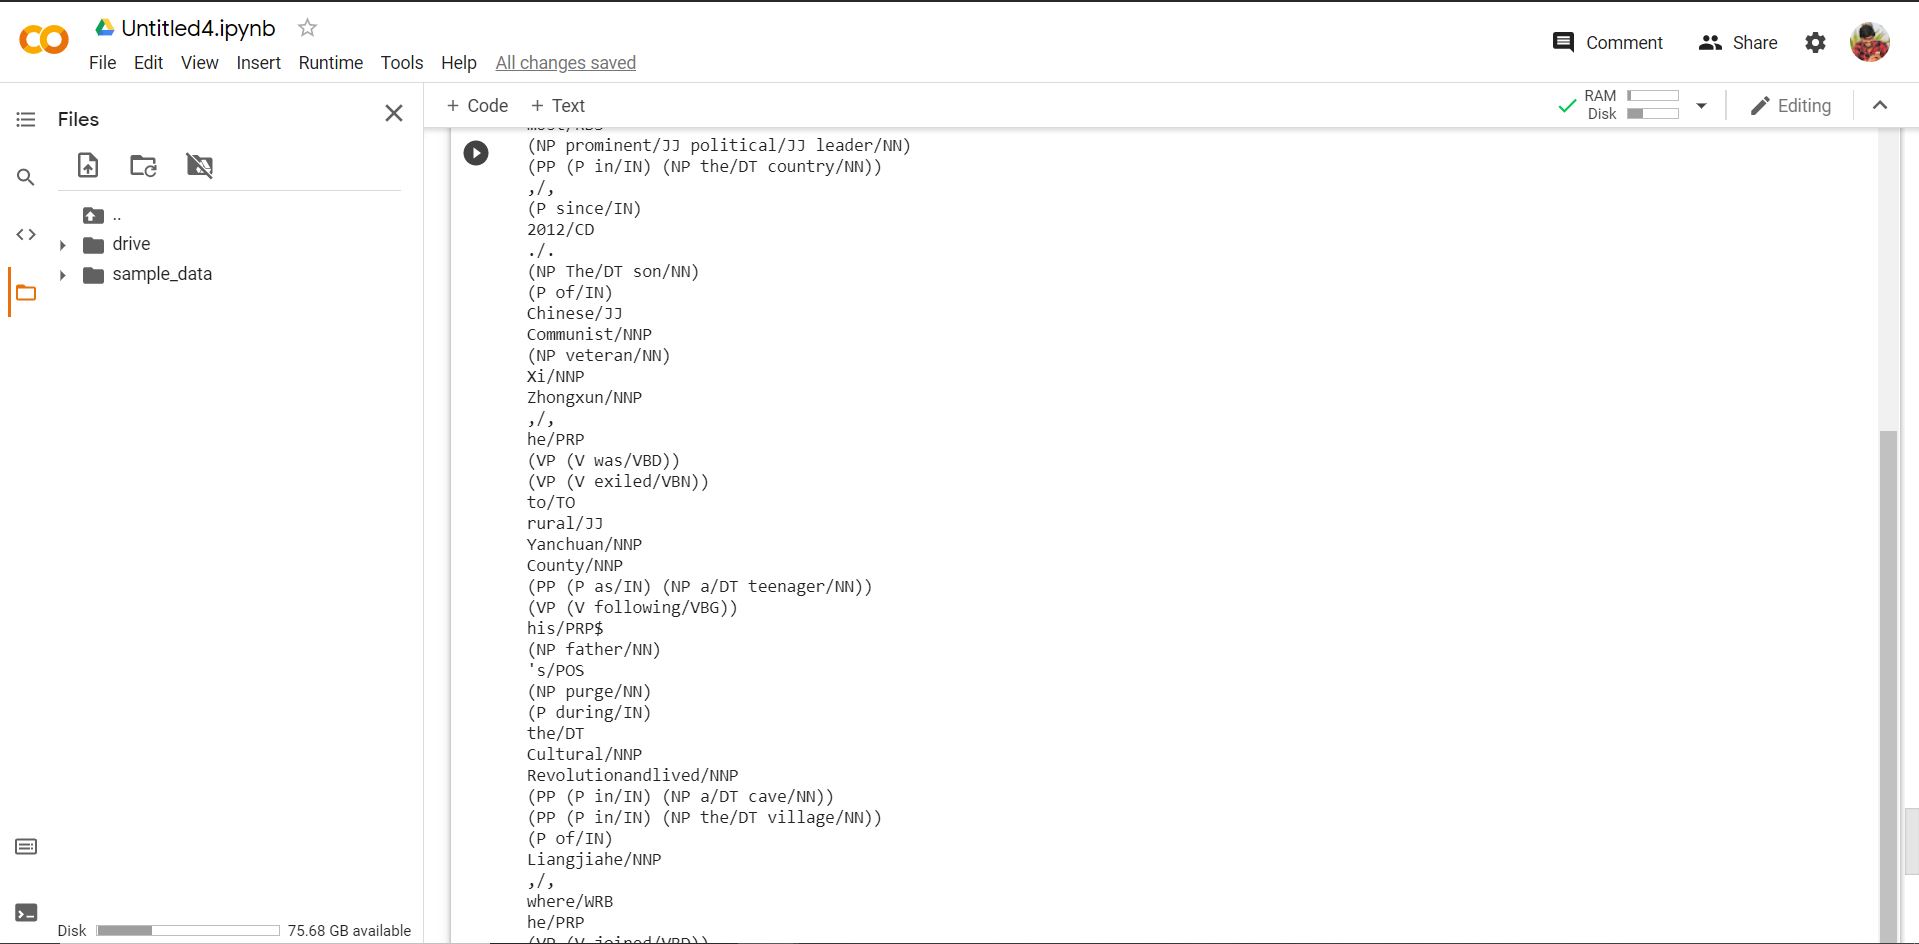 Untitled4.ipynb
File Edit View Insert Runtime Tools Help All changes saved
Comment Share
Files
+ Code + Text
RAM
Disk
Editing
..
drive
sample_data
most/RBS
(NP prominent/JJ political/JJ leader/NN)
(PP (P in/IN) (NP the/DT country/NN))
,/,
(P since/IN)
2012/CD
./.
(NP The/DT son/NN)
(P of/IN)
Chinese/JJ
Communist/NNP
(NP veteran/NN)
Xi/NNP
Zhongxun/NNP
,/,
he/PRP
(VP (V was/VBD))
(VP (V exiled/VBN))
to/TO
rural/JJ
Yanchuan/NNP
County/NNP
(PP (P as/IN) (NP a/DT teenager/NN))
(VP (V following/VBG))
his/PRP$
(NP father/NN)
's/POS
(NP purge/NN)
(P during/IN)
the/DT
Cultural/NNP
Revolutionandlived/NNP
(PP (P in/IN) (NP a/DT cave/NN))
(PP (P in/IN) (NP the/DT village/NN))
(P of/IN)
Liangjiahe/NNP
,/,
where/WRB
he/PRP
(VP (V joined/VBD))
Disk 75.68 GB available